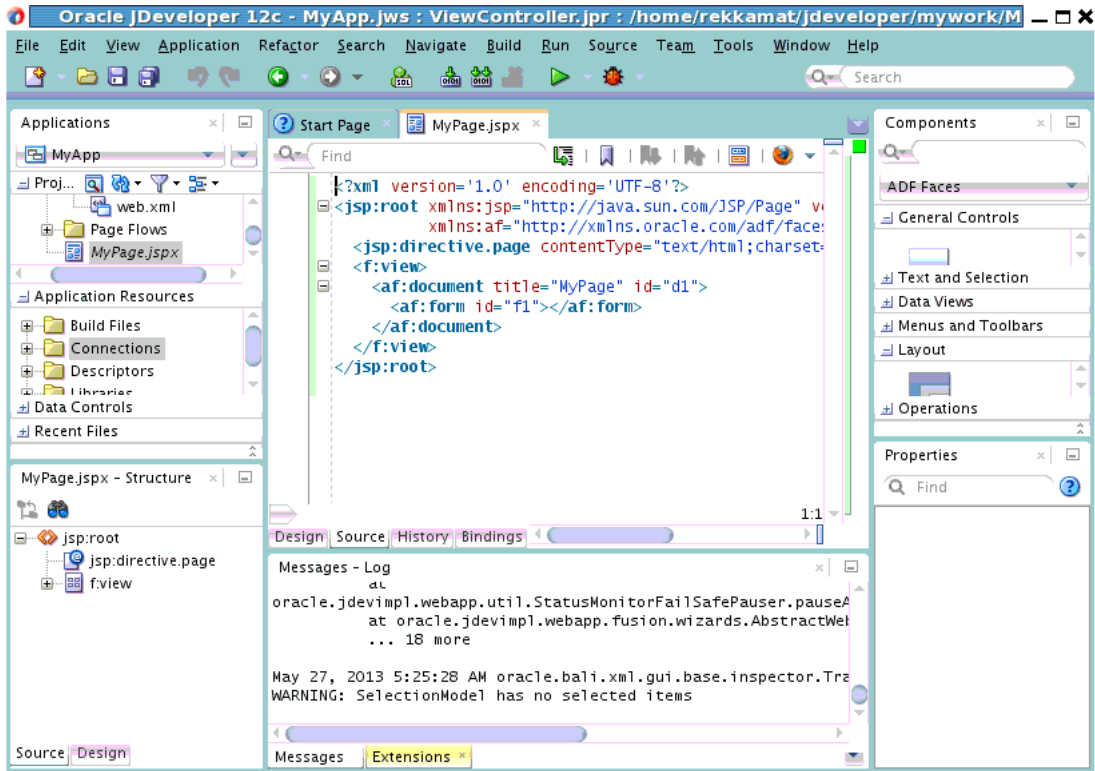 Oracle JDeveloper 12c - MyApp.jws : ViewController.jpr : /home/rekkamat/jdeveloper/mywork/M
File Edit View Application Refactor Search Navigate Build Run Source Team Tools Window Help
Search
Applications
MyApp
Proj...
web.xml
Page Flows
MyPage.jspx
Application Resources
Build Files
Connections
Descriptors
Libraries
Data Controls
Recent Files
MyPage.jspx - Structure
jsp:root
jsp:directive.page
f:view
Source Design
Start Page MyPage.jspx
Find
<?xml version='1.0' encoding='UTF-8'?>
<jsp:root xmlns:jsp="http://java.sun.com/JSP/Page" ve
xmlns:af="http://xmlns.oracle.com/adf/faces
<jsp:directive.page contentType="text/html;charset=
<f:view>
<af:document title="MyPage" id="d1">
<af:form id="f1"></af:form>
</af:document>
</f:view>
</jsp:root>
1:1
Design Source History Bindings
Messages - Log
at
oracle.jdevimpl.webapp.util.StatusMonitorFailSafePauser.pauseA
at oracle.jdevimpl.webapp.fusion.wizards.AbstractWeb
... 18 more
May 27, 2013 5:25:28 AM oracle.bali.xml.gui.base.inspector.Tra
WARNING: SelectionModel has no selected items
Messages Extensions
Components
ADF Faces
General Controls
Text and Selection
Data Views
Menus and Toolbars
Layout
Operations
Properties
Find